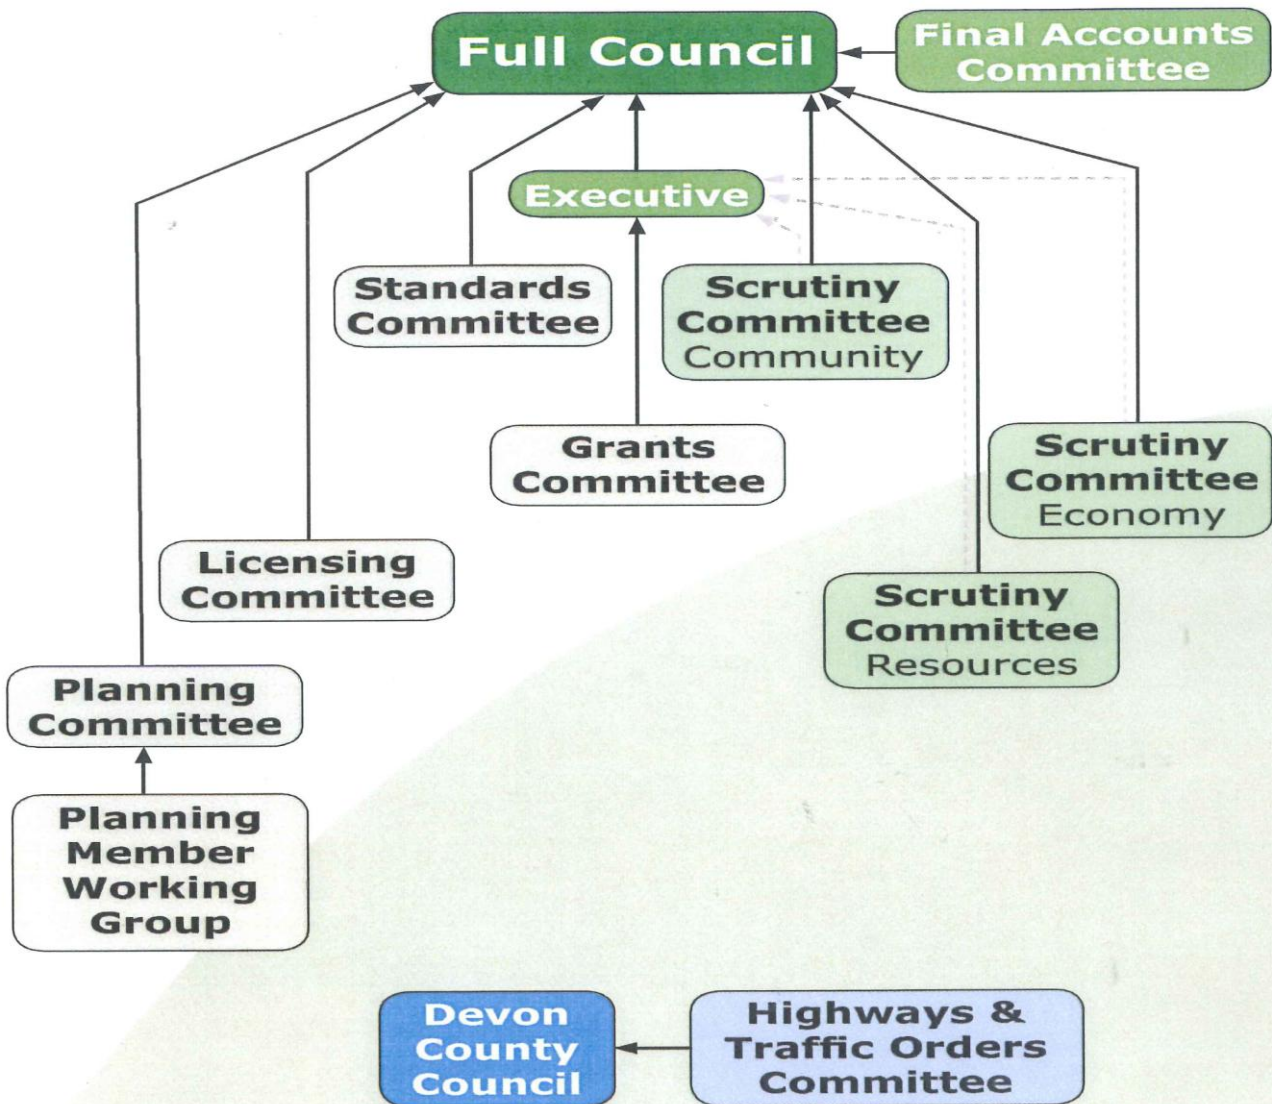 Full Council
Final Accounts
Committee
Executive
Standards
Committee
Scrutiny
Committee
Community
Grants
Committee
Scrutiny
Committee
Economy
Licensing
Committee
Scrutiny
Committee
Resources
Planning
Committee
Planning
Member
Working
Group
Devon
County
Council
Highways &
Traffic Orders
Committee